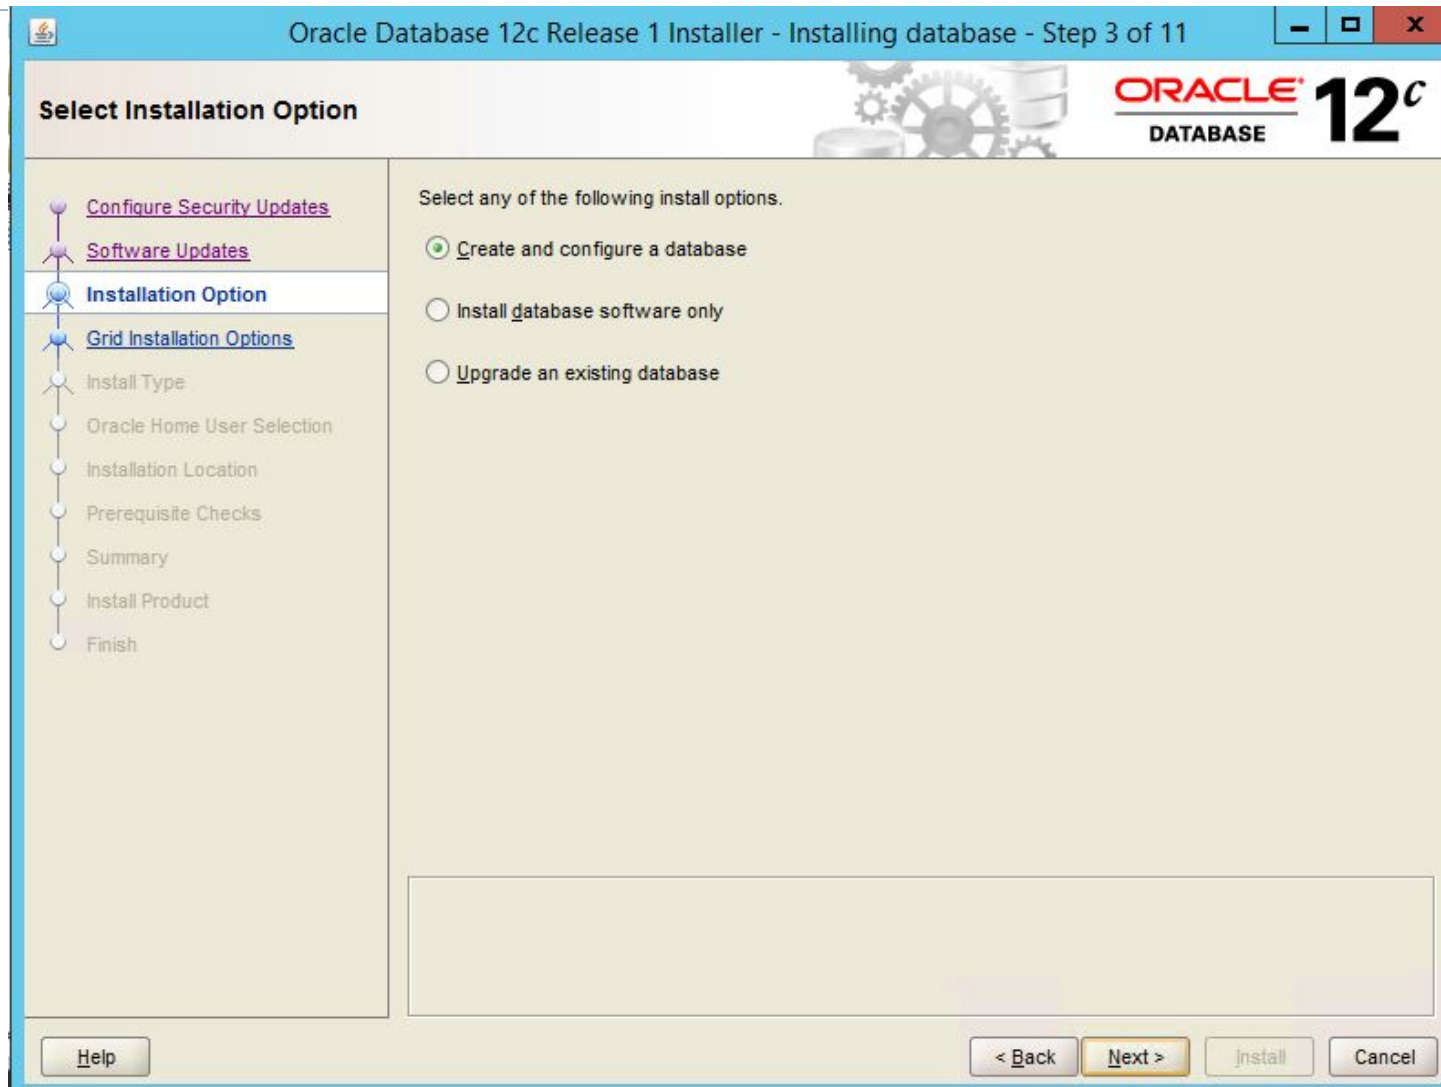 Oracle Database 12c Release 1 Installer - Installing database - Step 3 of 11
Select Installation Option
ORACLE DATABASE 12c
Configure Security Updates
Software Updates
Installation Option
Grid Installation Options
Install Type
Oracle Home User Selection
Installation Location
Prerequisite Checks
Summary
Install Product
Finish
Select any of the following install options.
Create and configure a database
Install database software only
Upgrade an existing database
Help
< Back
Next >
Install
Cancel